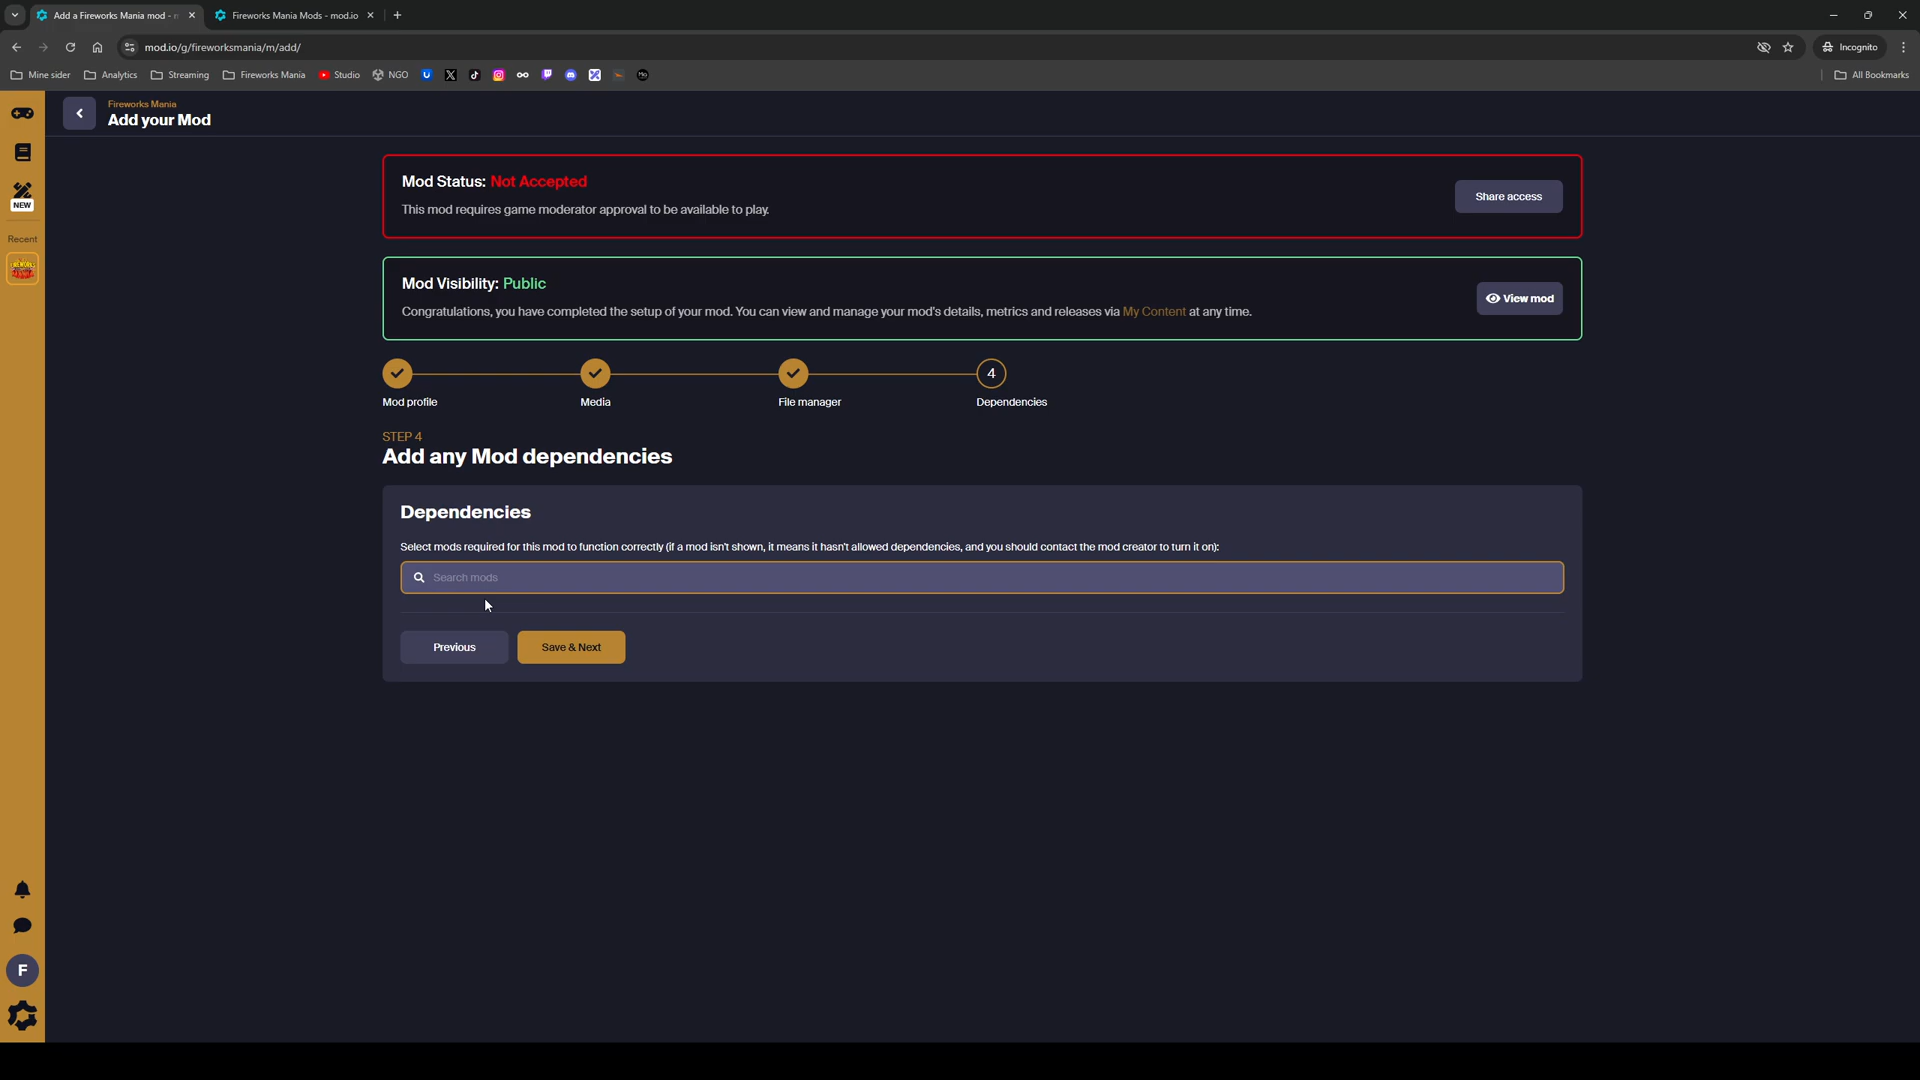 Add a Fireworks Mania mod - 
Fireworks Mania Mods - mod.io
mod.io/g/fireworksmania/m/add/
Incognito
Mine sider
Analytics
Streaming
Fireworks Mania
Studio
NGO
All Bookmarks
Fireworks Mania
Add your Mod
NEW
Recent
Mod Status: Not Accepted
This mod requires game moderator approval to be available to play.
Share access
Mod Visibility: Public
Congratulations, you have completed the setup of your mod. You can view and manage your mod's details, metrics and releases via My Content at any time.
View mod
4
Mod profile
Media
File manager
Dependencies
STEP 4
Add any Mod dependencies
Dependencies
Select mods required for this mod to function correctly (if a mod isn't shown, it means it hasn't allowed dependencies, and you should contact the mod creator to turn it on):
Search mods
Previous
Save & Next
F